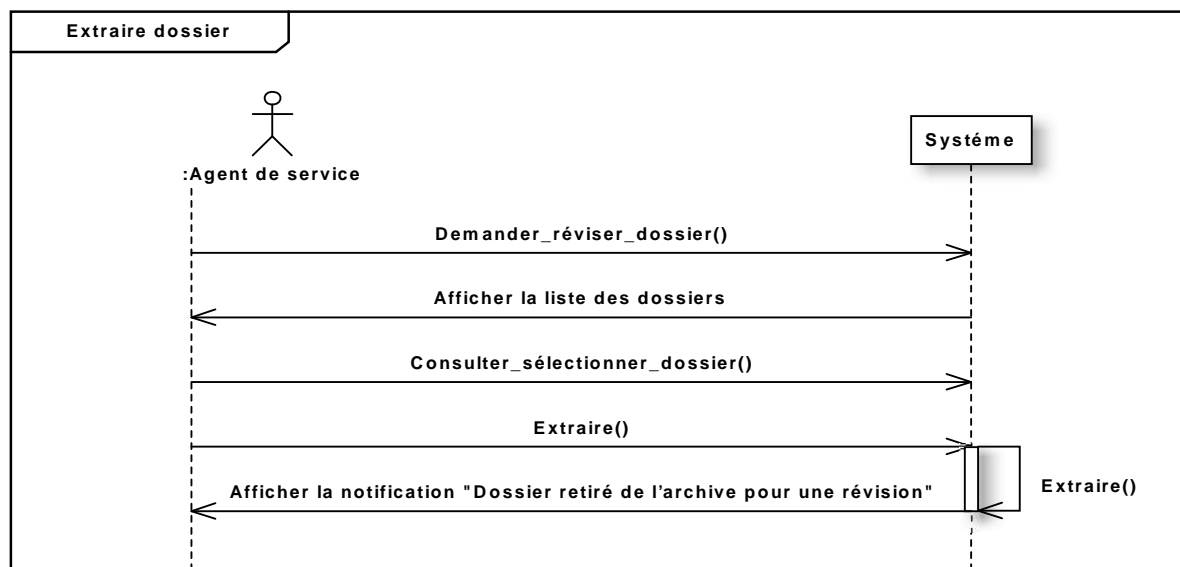 Extraire dossier
Systéme
:Agent de service
Demander_réviser_dossier()
Afficher la liste des dossiers
Consulter_sélectionner_dossier()
Extraire()
Afficher la notification "Dossier retiré de l'archive pour une révision"
Extraire()